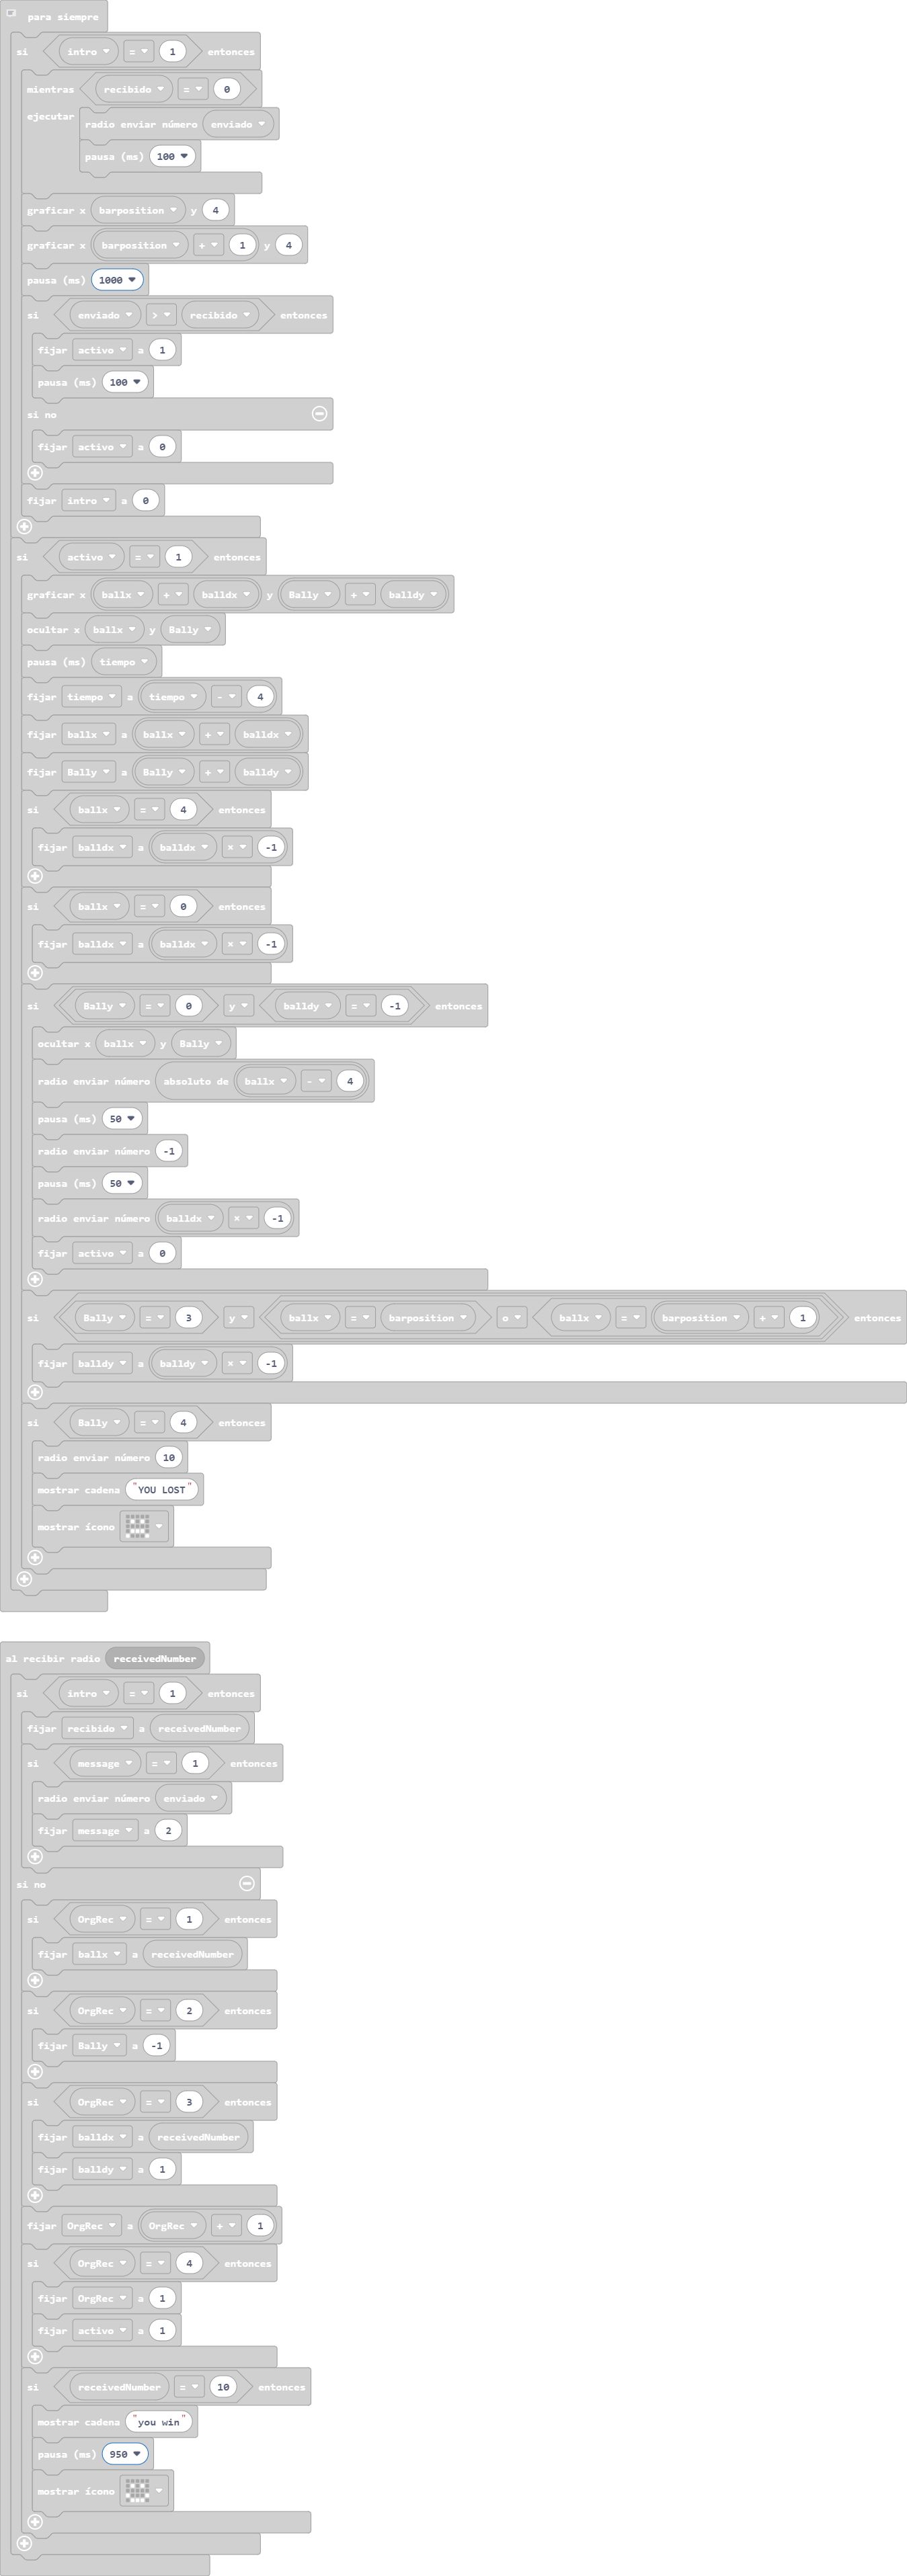 para siempre
si intro = 1 entonces
mientras recibido = 0
ejecutar
radio enviar número enviado
pausa (ms) 100
graficar x barposition y 4
graficar x barposition + 1 y 4
pausa (ms) 1000
si enviado > recibido entonces
fijar activo a 1
pausa (ms) 100
si no
fijar activo a 0
fijar intro a 0
si activo = 1 entonces
graficar x ballx + balldx y Bally + balldy
ocultar x ballx y Bally
pausa (ms) tiempo
fijar tiempo a tiempo - 4
fijar ballx a ballx + balldx
fijar Bally a Bally + balldy
si ballx = 4 entonces
fijar balldx a balldx × -1
si ballx = 0 entonces
fijar balldx a balldx × -1
si Bally = 0 y balldy = -1 entonces
ocultar x ballx y Bally
radio enviar número absoluto de ballx - 4
pausa (ms) 50
radio enviar número -1
pausa (ms) 50
radio enviar número balldx × -1
fijar activo a 0
si Bally = 3 y ballx = barposition o ballx = barposition + 1 entonces
fijar balldy a balldy × -1
si Bally = 4 entonces
radio enviar número 10
mostrar cadena "YOU LOST"
mostrar ícono
al recibir radio receivedNumber
si intro = 1 entonces
fijar recibido a receivedNumber
si message = 1 entonces
radio enviar número enviado
fijar message a 2
si no
si OrgRec = 1 entonces
fijar ballx a receivedNumber
si OrgRec = 2 entonces
fijar Bally a -1
si OrgRec = 3 entonces
fijar balldx a receivedNumber
fijar balldy a 1
fijar OrgRec a OrgRec + 1
si OrgRec = 4 entonces
fijar OrgRec a 1
fijar activo a 1
si receivedNumber = 10 entonces
mostrar cadena "you win"
pausa (ms) 950
mostrar ícono